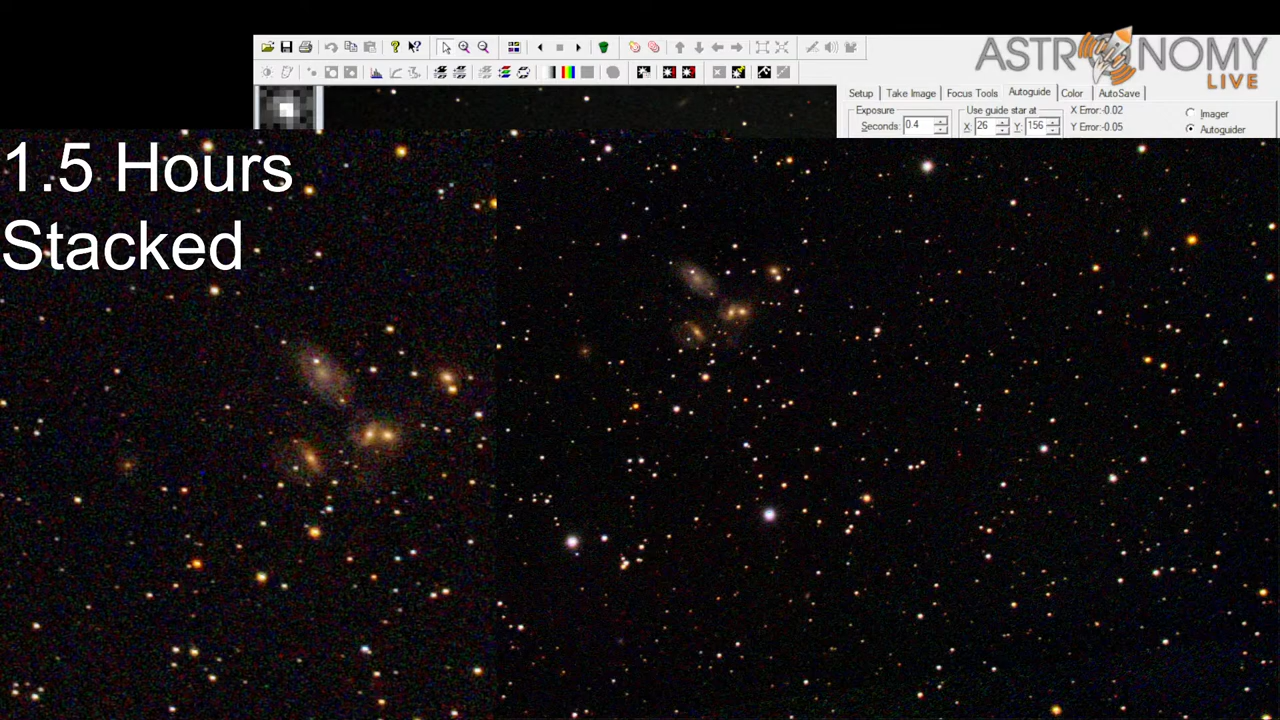 ASTRONOMY
LIVE
Setup Take Image Focus Tools Autoguide Color AutoSave
Exposure
Seconds: 0.4
Use guide star at
X: 26 Y: 156
X Error:-0.02
Y Error:-0.05
Imager
Autoguider
1.5 Hours
Stacked